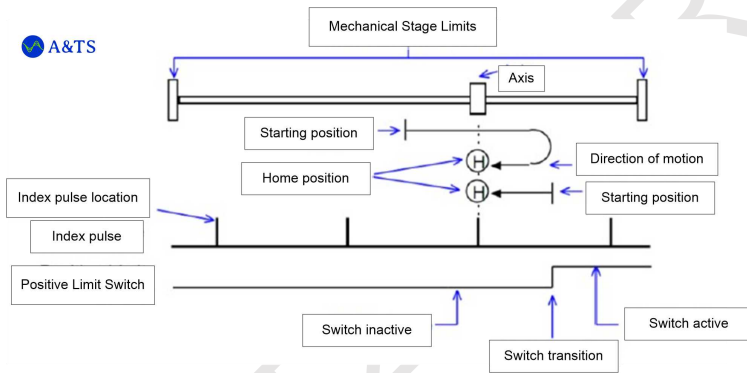 Mechanical Stage Limits
A&TS
Axis
Starting position
H
Direction of motion
Home position
H
Index pulse location
Starting position
Index pulse
Positive Limit Switch
Switch inactive
Switch active
Switch transition